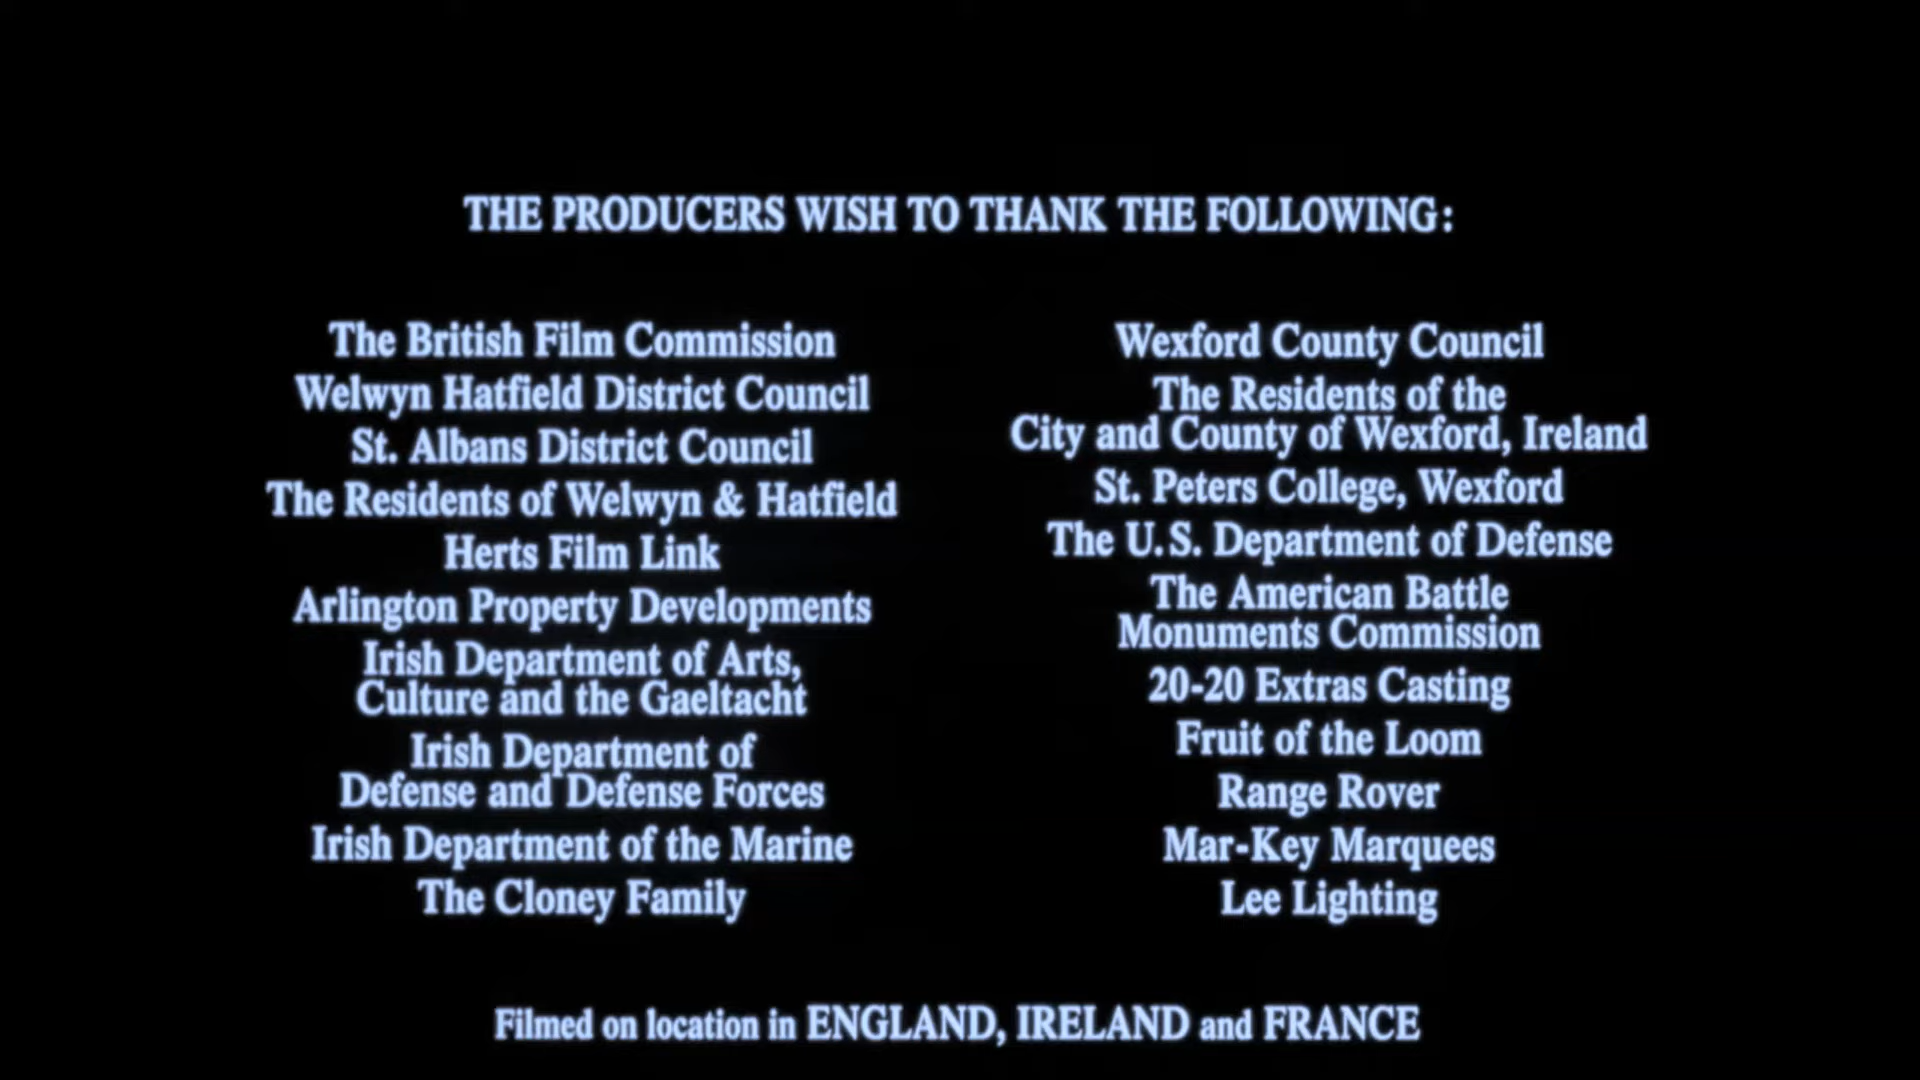 THE PRODUCERS WISH TO THANK THE FOLLOWING:
The British Film Commission
Welwyn Hatfield District Council
St. Albans District Council
The Residents of Welwyn & Hatfield
Herts Film Link
Arlington Property Developments
Irish Department of Arts,
Culture and the Gaeltacht
Irish Department of
Defense and Defense Forces
Irish Department of the Marine
The Cloney Family
Wexford County Council
The Residents of the
City and County of Wexford, Ireland
St. Peters College, Wexford
The U.S. Department of Defense
The American Battle
Monuments Commission
20-20 Extras Casting
Fruit of the Loom
Range Rover
Mar-Key Marquees
Lee Lighting
Filmed on location in ENGLAND, IRELAND and FRANCE